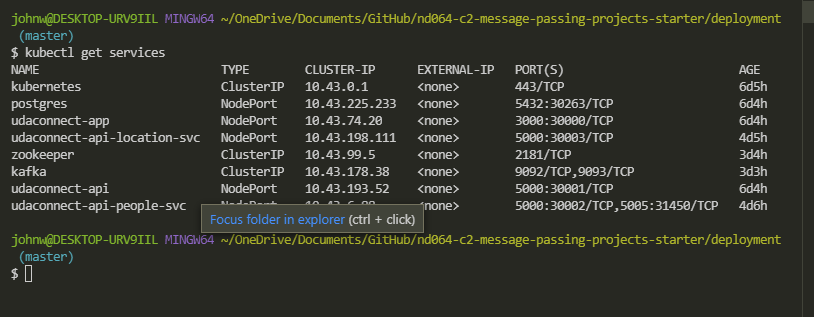 johnw@DESKTOP-URV9IIL MINGW64 ~/OneDrive/Documents/GitHub/nd064-c2-message-passing-projects-starter/deployment
(master)
$ kubectl get services
NAME TYPE CLUSTER-IP EXTERNAL-IP PORT(S) AGE
kubernetes ClusterIP 10.43.0.1 <none> 443/TCP 6d5h
postgres NodePort 10.43.225.233 <none> 5432:30263/TCP 6d4h
udaconnect-app NodePort 10.43.74.20 <none> 3000:30000/TCP 6d4h
udaconnect-api-location-svc NodePort 10.43.198.111 <none> 5000:30003/TCP 4d5h
zookeeper ClusterIP 10.43.99.5 <none> 2181/TCP 3d4h
kafka ClusterIP 10.43.178.38 <none> 9092/TCP,9093/TCP 3d3h
udaconnect-api NodePort 10.43.193.52 <none> 5000:30001/TCP 6d4h
udaconnect-api-people-svc NodePort <none> 5000:30002/TCP,5005:31450/TCP 4d6h
Focus folder in explorer (ctrl + click)
johnw@DESKTOP-URV9IIL MINGW64 ~/OneDrive/Documents/GitHub/nd064-c2-message-passing-projects-starter/deployment
(master)
$